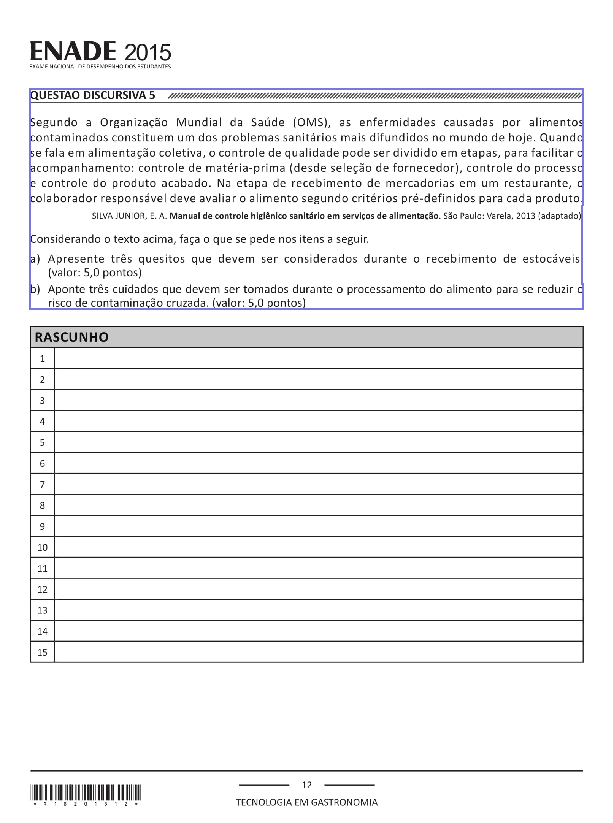 ENADE 2015
EXAME NACIONAL DE DESEMPENHO DOS ESTUDANTES
QUESTÃO DISCURSIVA 5
Segundo a Organização Mundial da Saúde (OMS), as enfermidades causadas por alimentos
contaminados constituem um dos problemas sanitários mais difundidos no mundo de hoje. Quando
se fala em alimentação coletiva, o controle de qualidade pode ser dividido em etapas, para facilitar o
acompanhamento: controle de matéria-prima (desde seleção de fornecedor), controle do processo
e controle do produto acabado. Na etapa de recebimento de mercadorias em um restaurante, o
colaborador responsável deve avaliar o alimento segundo critérios pré-definidos para cada produto.
SILVA JUNIOR, E. A. Manual de controle higiênico sanitário em serviços de alimentação. São Paulo: Varela, 2013 (adaptado)
Considerando o texto acima, faça o que se pede nos itens a seguir.
a) Apresente três quesitos que devem ser considerados durante o recebimento de estocáveis
(valor: 5,0 pontos)
b) Aponte três cuidados que devem ser tomados durante o processamento do alimento para se reduzir o
risco de contaminação cruzada. (valor: 5,0 pontos)
RASCUNHO
1
2
3
4
5
6
7
8
9
10
11
12
13
14
15
12
TECNOLOGIA EM GASTRONOMIA